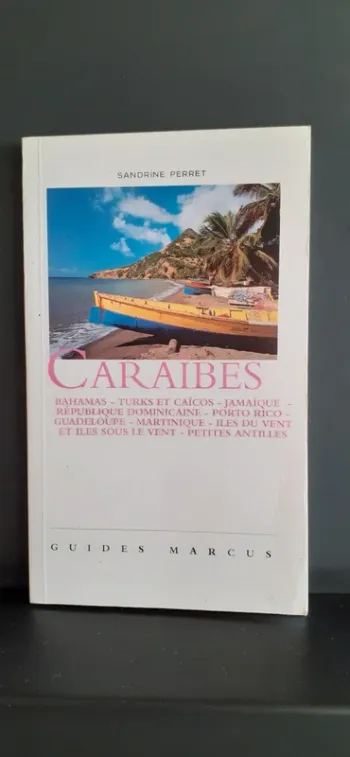 SANDRINE PERRET
CARAÏBES
BAHAMAS - TURKS ET CAÏCOS - JAMAÏQUE -
RÉPUBLIQUE DOMINICAINE - PORTO RICO -
GUADELOUPE - MARTINIQUE - ILES DU VENT
ET ILES SOUS LE VENT - PETITES ANTILLES
GUIDES MARCUS